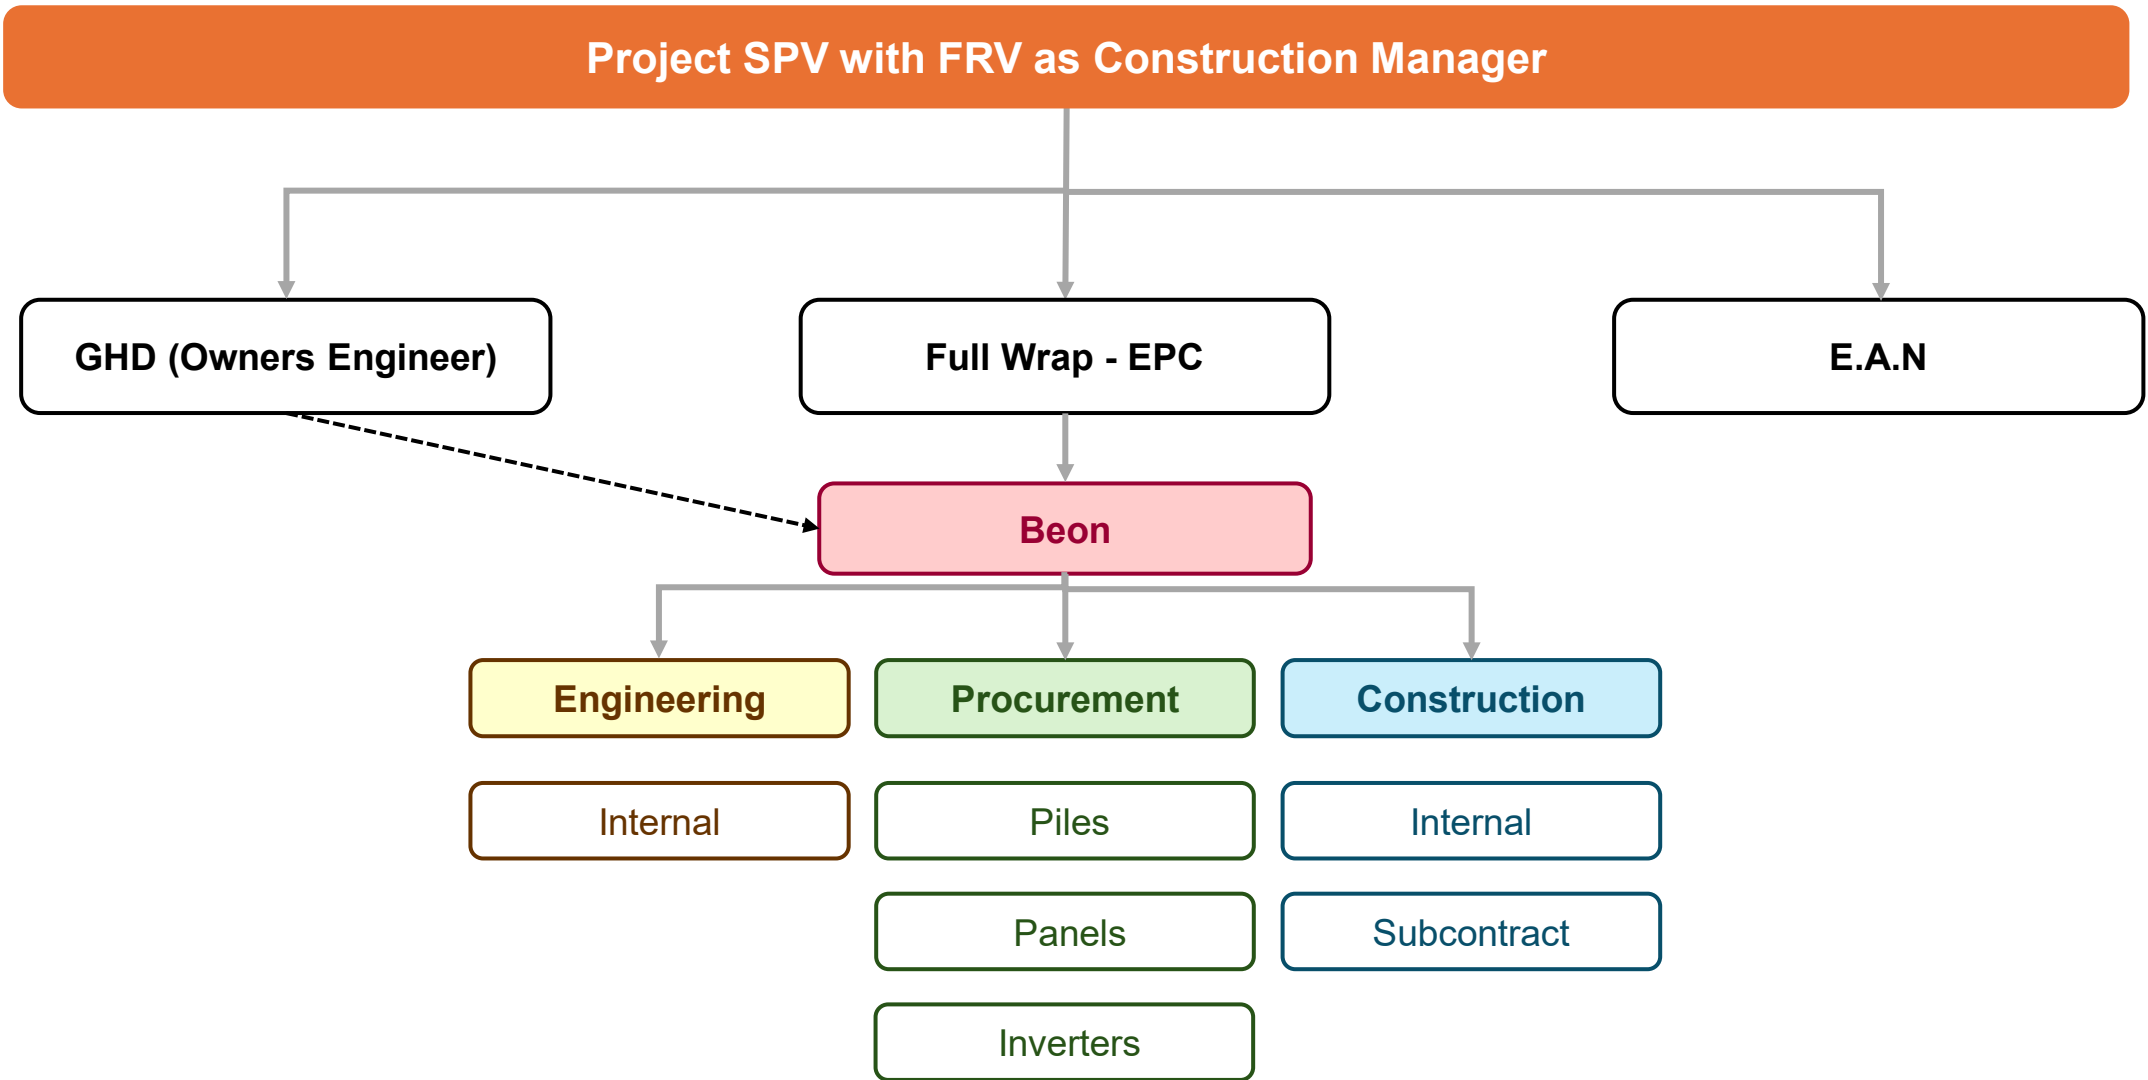 Project SPV with FRV as Construction Manager
GHD (Owners Engineer)
Full Wrap - EPC
E.A.N
Beon
Engineering
Procurement
Construction
Internal
Piles
Internal
Panels
Subcontract
Inverters